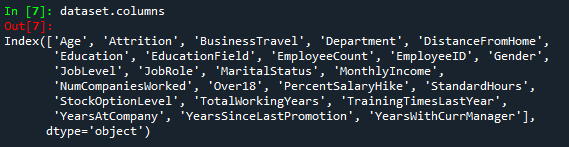 In [7]: dataset.columns
Out[7]:
Index(['Age', 'Attrition', 'BusinessTravel', 'Department', 'DistanceFromHome',
'Education', 'EducationField', 'EmployeeCount', 'EmployeeID', 'Gender',
'JobLevel', 'JobRole', 'MaritalStatus', 'MonthlyIncome',
'NumCompaniesWorked', 'Over18', 'PercentSalaryHike', 'StandardHours',
'StockOptionLevel', 'TotalWorkingYears', 'TrainingTimesLastYear',
'YearsAtCompany', 'YearsSinceLastPromotion', 'YearsWithCurrManager'],
dtype='object')